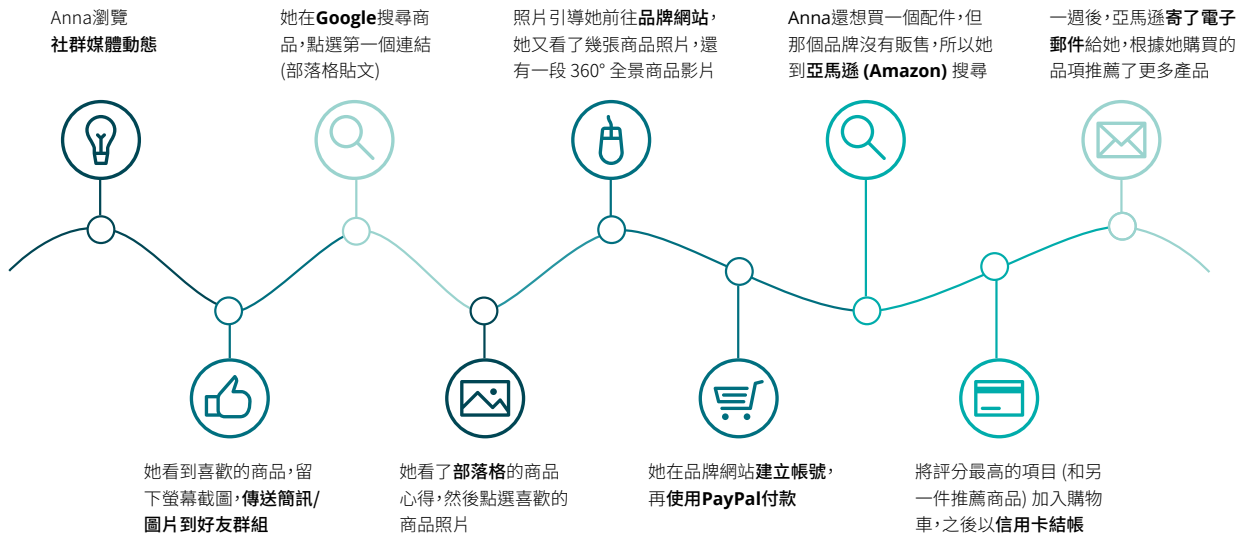 Anna瀏覽
社群媒體動態
她在Google搜尋商
品，點選第一個連結
(部落格貼文)
照片引導她前往品牌網站，
她又看了幾張商品照片，還
有一段 360° 全景商品影片
Anna還想買一個配件，但
那個品牌沒有販售，所以她
到亞馬遜 (Amazon) 搜尋
一週後，亞馬遜寄了電子
郵件給她，根據她購買的
品項推薦了更多產品
她看到喜歡的商品，留
下螢幕截圖，傳送簡訊/
圖片到好友群組
她看了部落格的商品
心得，然後點選喜歡的
商品照片
她在品牌網站建立帳號，
再使用PayPal付款
將評分最高的項目 (和另
一件推薦商品) 加入購物
車，之後以信用卡結帳